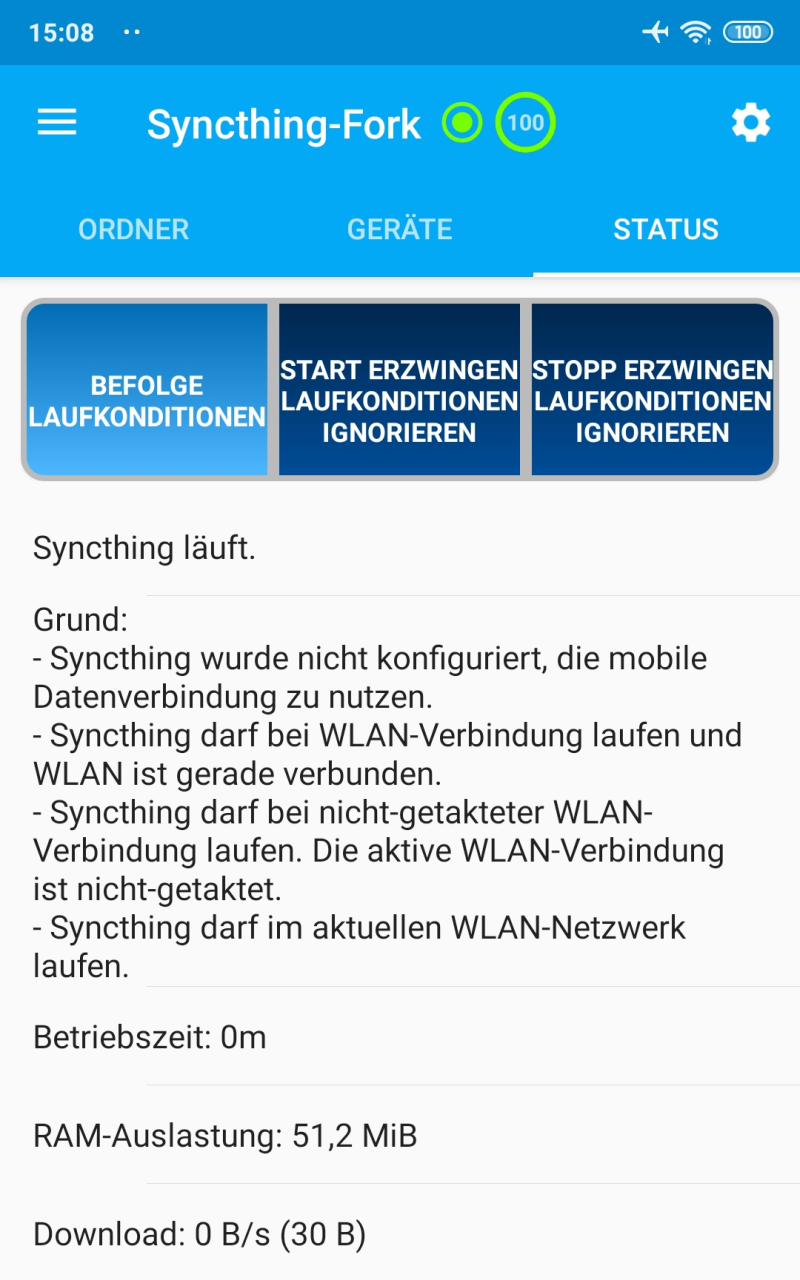 15:08
100
Syncthing-Fork
100
ORDNER
GERÄTE
STATUS
BEFOLGE
LAUFKONDITIONEN
START ERZWINGEN
LAUFKONDITIONEN
IGNORIEREN
STOPP ERZWINGEN
LAUFKONDITIONEN
IGNORIEREN
Syncthing läuft.
Grund:
- Syncthing wurde nicht konfiguriert, die mobile
Datenverbindung zu nutzen.
- Syncthing darf bei WLAN-Verbindung laufen und
WLAN ist gerade verbunden.
- Syncthing darf bei nicht-getakteter WLAN-
Verbindung laufen. Die aktive WLAN-Verbindung
ist nicht-getaktet.
- Syncthing darf im aktuellen WLAN-Netzwerk
laufen.
Betriebszeit: 0m
RAM-Auslastung: 51,2 MiB
Download: 0 B/s (30 B)